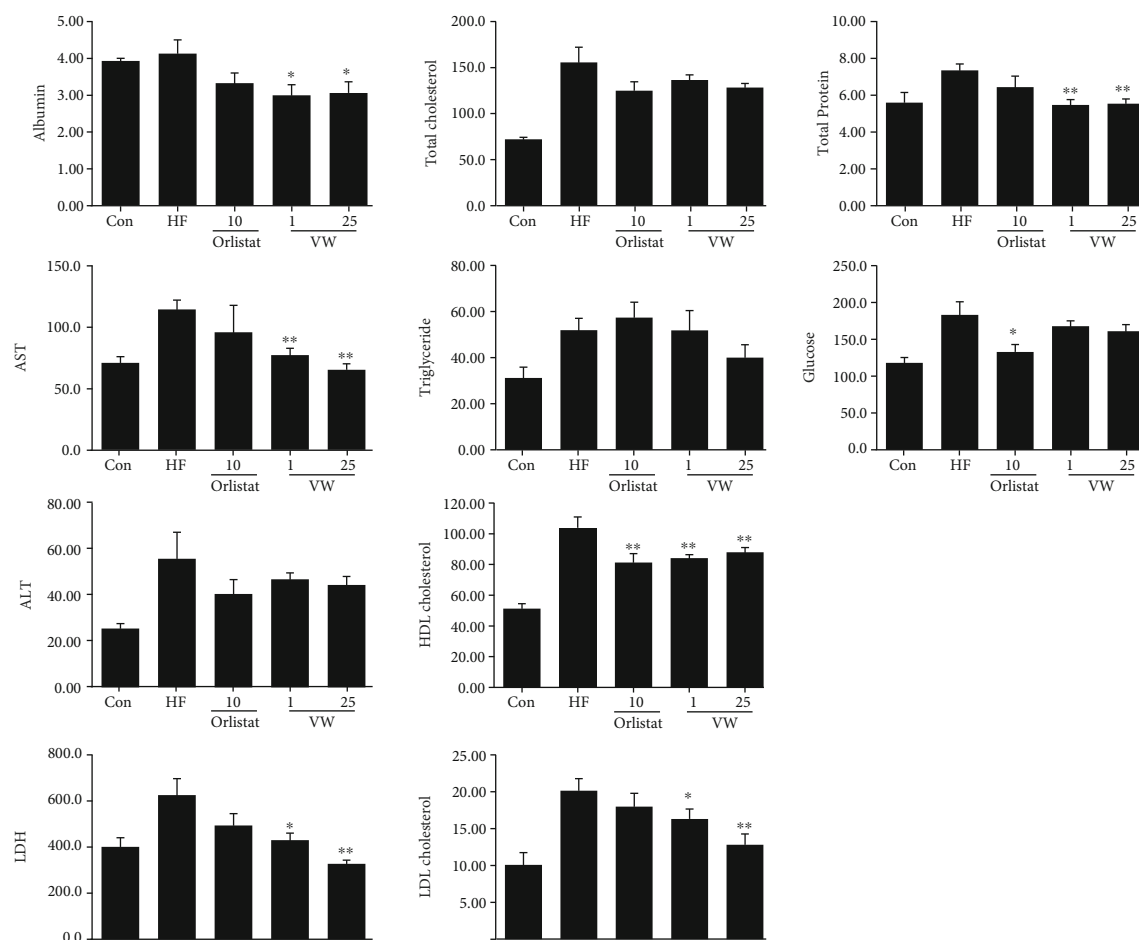 5.00
4.00
3.00
2.00
1.00
0.00
Albumin
* *
Con HF 10 1 25
Orlistat VW
200.0
150.0
100.0
50.0
0.0
Total cholesterol
Con HF 10 1 25
Orlistat VW
10.00
8.00
6.00
4.00
2.00
0.00
Total Protein
** **
Con HF 10 1 25
Orlistat VW
150.0
100.0
50.0
0.0
AST
** **
Con HF 10 1 25
Orlistat VW
80.00
60.00
40.00
20.00
0.00
Triglyceride
Con HF 10 1 25
Orlistat VW
250.0
200.0
150.0
100.0
50.0
0.0
Glucose
*
Con HF 10 1 25
Orlistat VW
80.00
60.00
40.00
20.00
0.00
ALT
Con HF 10 1 25
Orlistat VW
120.00
100.00
80.00
60.00
40.00
20.00
0.00
HDL cholesterol
** ** **
Con HF 10 1 25
Orlistat VW
800.0
600.0
400.0
200.0
0.0
LDH
* **
25.00
20.00
15.00
10.00
5.00
LDL cholesterol
* **